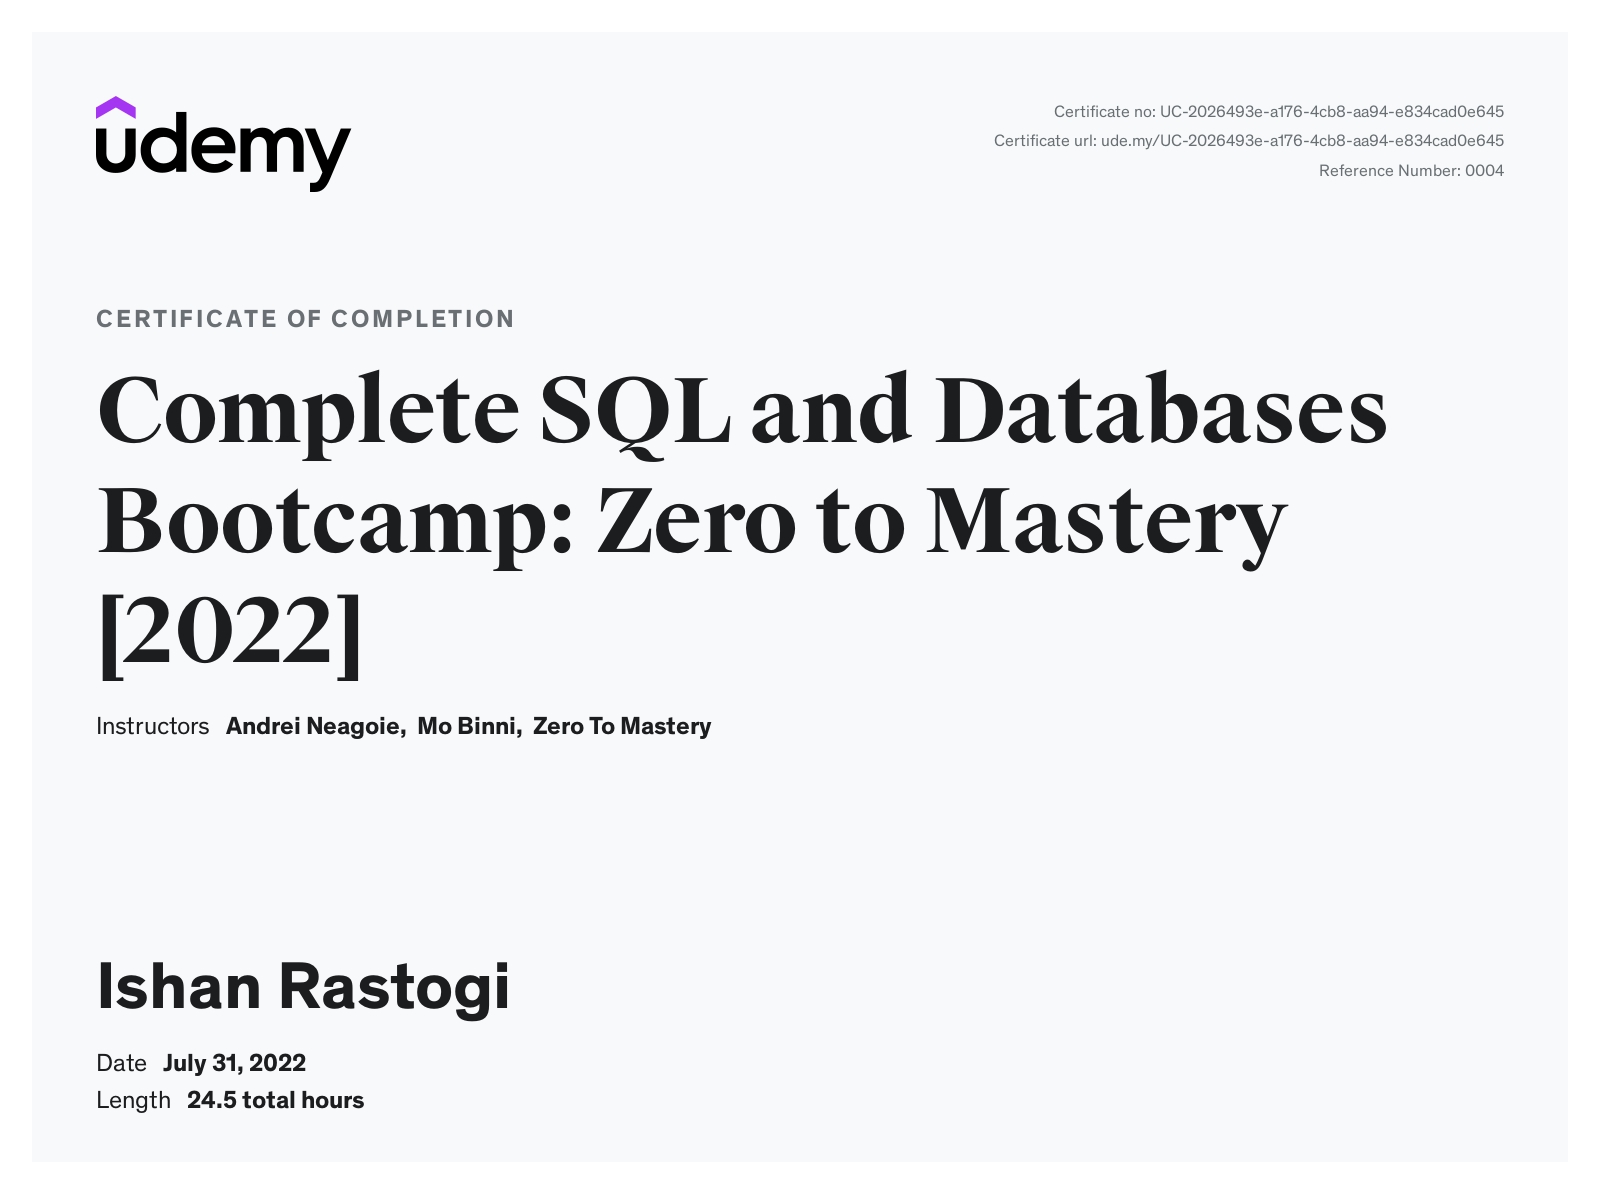 udemy
Certificate no: UC-2026493e-a176-4cb8-aa94-e834cad0e645
Certificate url: ude.my/UC-2026493e-a176-4cb8-aa94-e834cad0e645
Reference Number: 0004
CERTIFICATE OF COMPLETION
Complete SQL and Databases
Bootcamp: Zero to Mastery
[2022]
Instructors Andrei Neagoie, Mo Binni, Zero To Mastery
Ishan Rastogi
Date July 31, 2022
Length 24.5 total hours